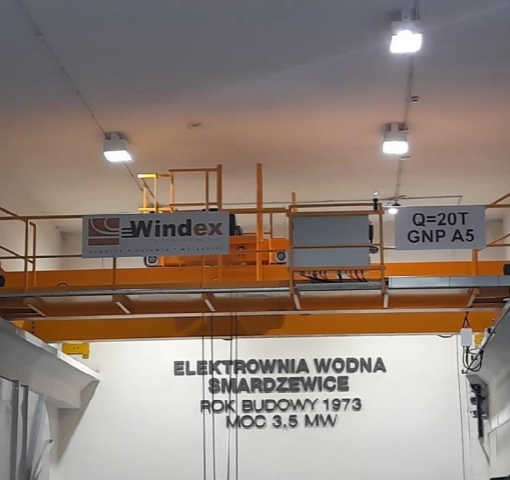 Windex
Q=20T
GNP A5
ELEKTROWNIA WODNA
SMARDZEWICE
ROK BUDOWY 1973
MOC 3,5 MW